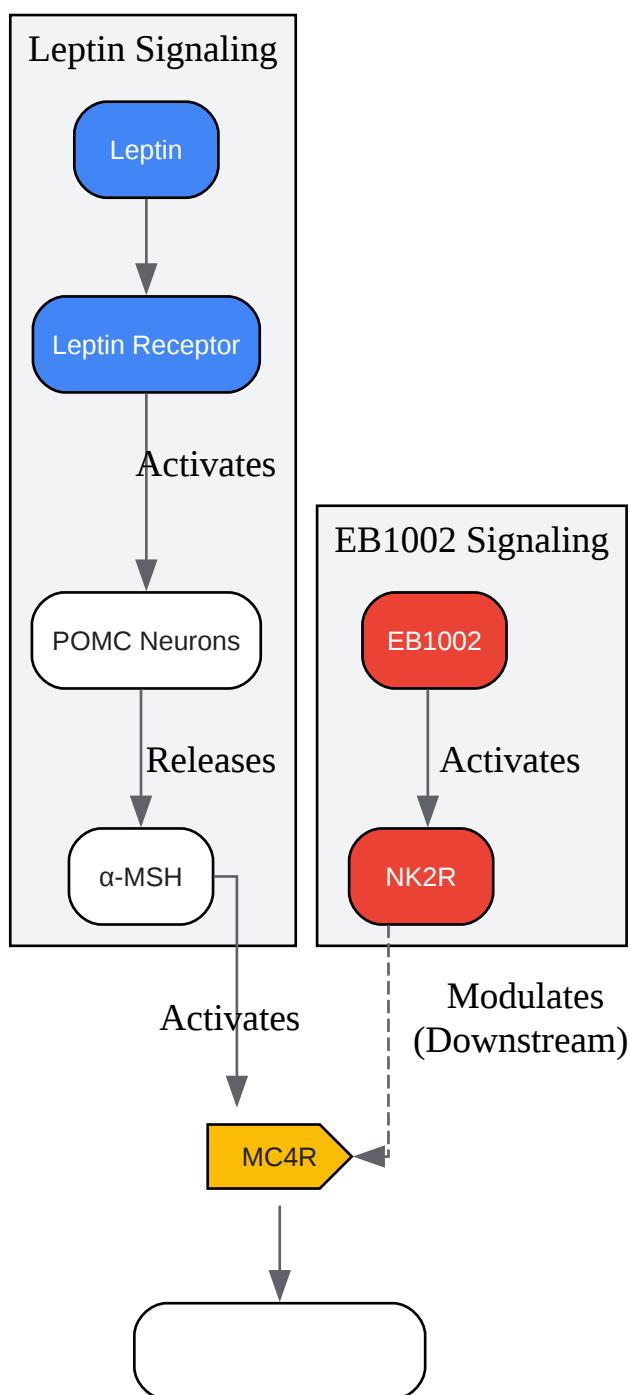 Leptin Signaling
Leptin
Leptin Receptor
Activates
POMC Neurons
Releases
α-MSH
EB1002 Signaling
EB1002
Activates
NK2R
Activates
Modulates
(Downstream)
MC4R